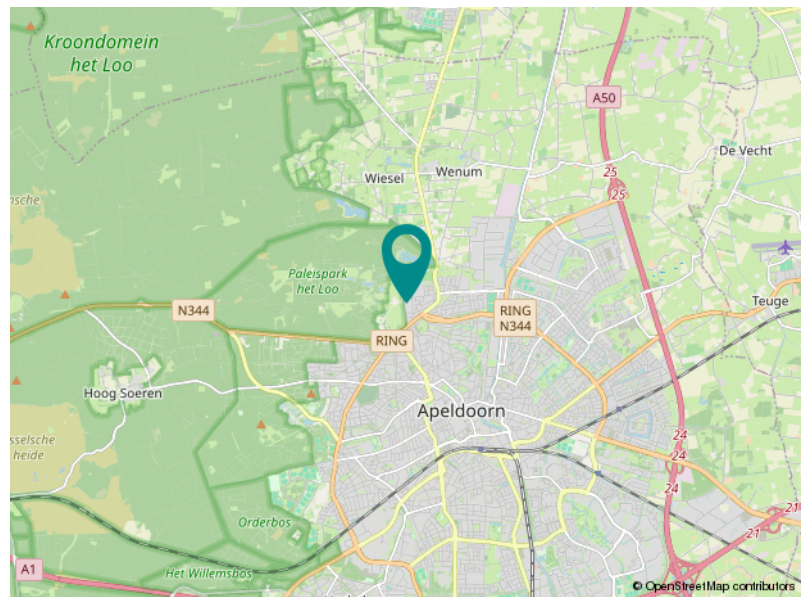 Kroondomein
het Loo
A50
De Vecht
Wiesel
Wenum
25
25
Paleispark
het Loo
Teuge
N344
RING
N344
RING
Hoog Soeren
Apeldoorn
24
24
24
heide
Orderbos
21
21
A1
Het Willemsbos
© OpenStreetMap contributors